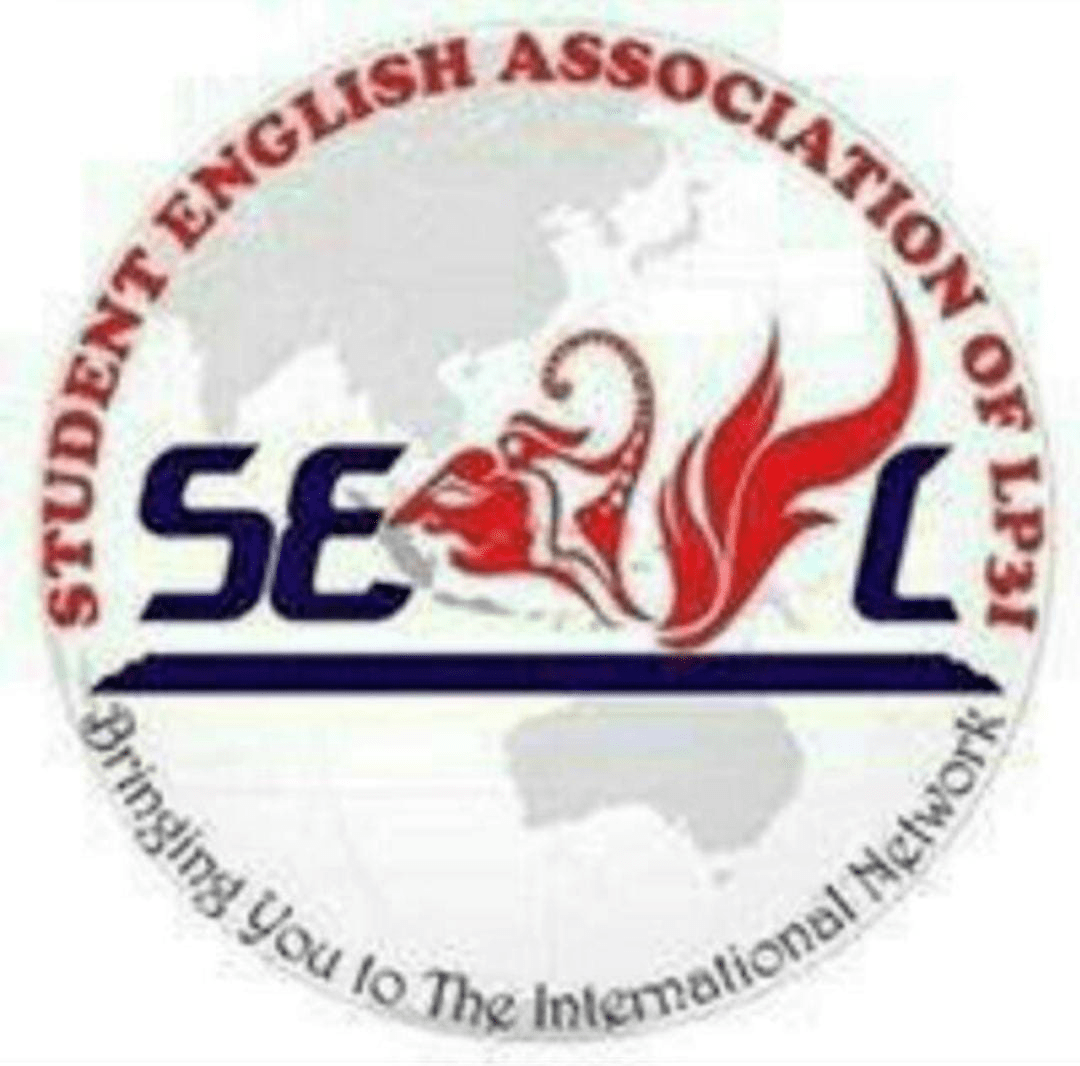 STUDENT ENGLISH ASSOCIATION OF LP3I
SE L
Bringing You to The International Network